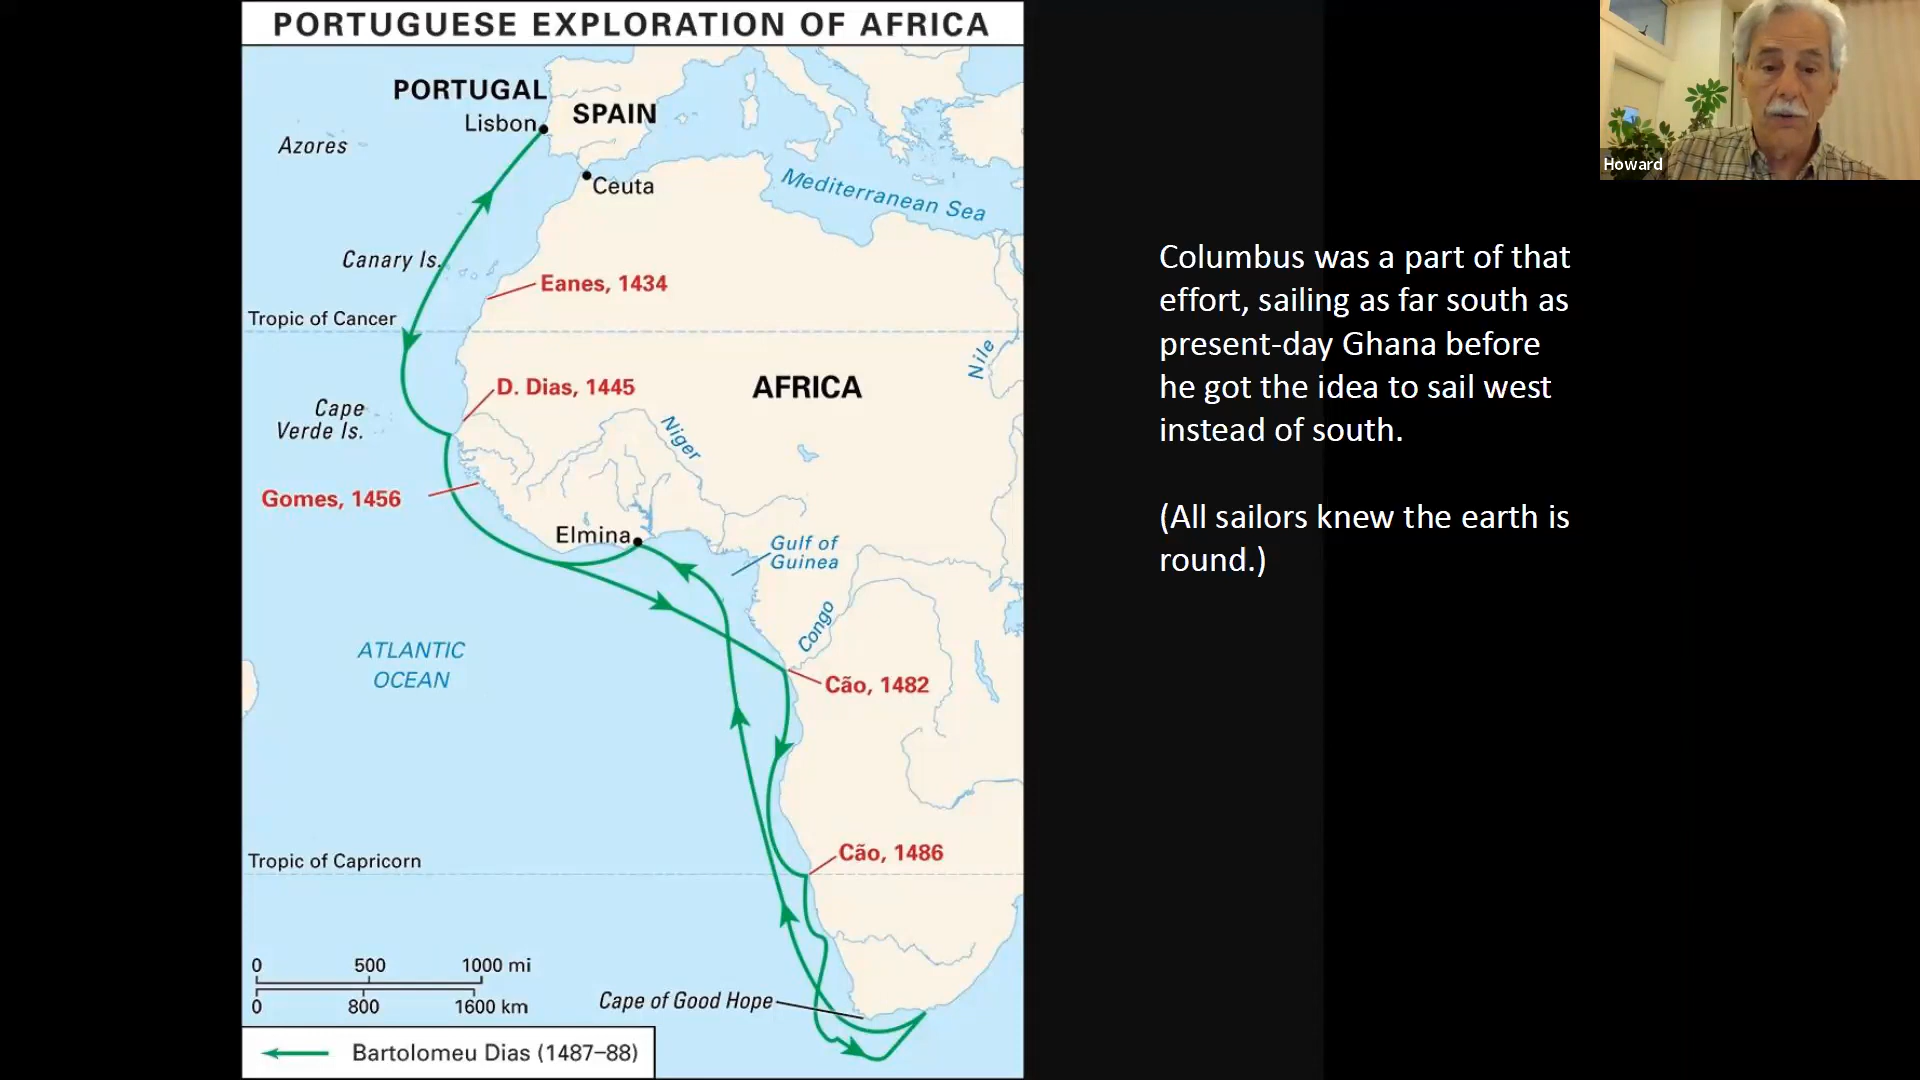 PORTUGUESE EXPLORATION OF AFRICA
PORTUGAL
Lisbon
SPAIN
Azores
Ceuta
Mediterranean Sea
Canary Is.
Eanes, 1434
Tropic of Cancer
Nile
D. Dias, 1445
AFRICA
Cape
Verde Is.
Niger
Gomes, 1456
Elmina
Gulf of
Guinea
Congo
ATLANTIC
OCEAN
Cão, 1482
Cão, 1486
Tropic of Capricorn
0 500 1000 mi
0 800 1600 km
Cape of Good Hope
Bartolomeu Dias (1487–88)
Howard
Columbus was a part of that
effort, sailing as far south as
present-day Ghana before
he got the idea to sail west
instead of south.
(All sailors knew the earth is
round.)